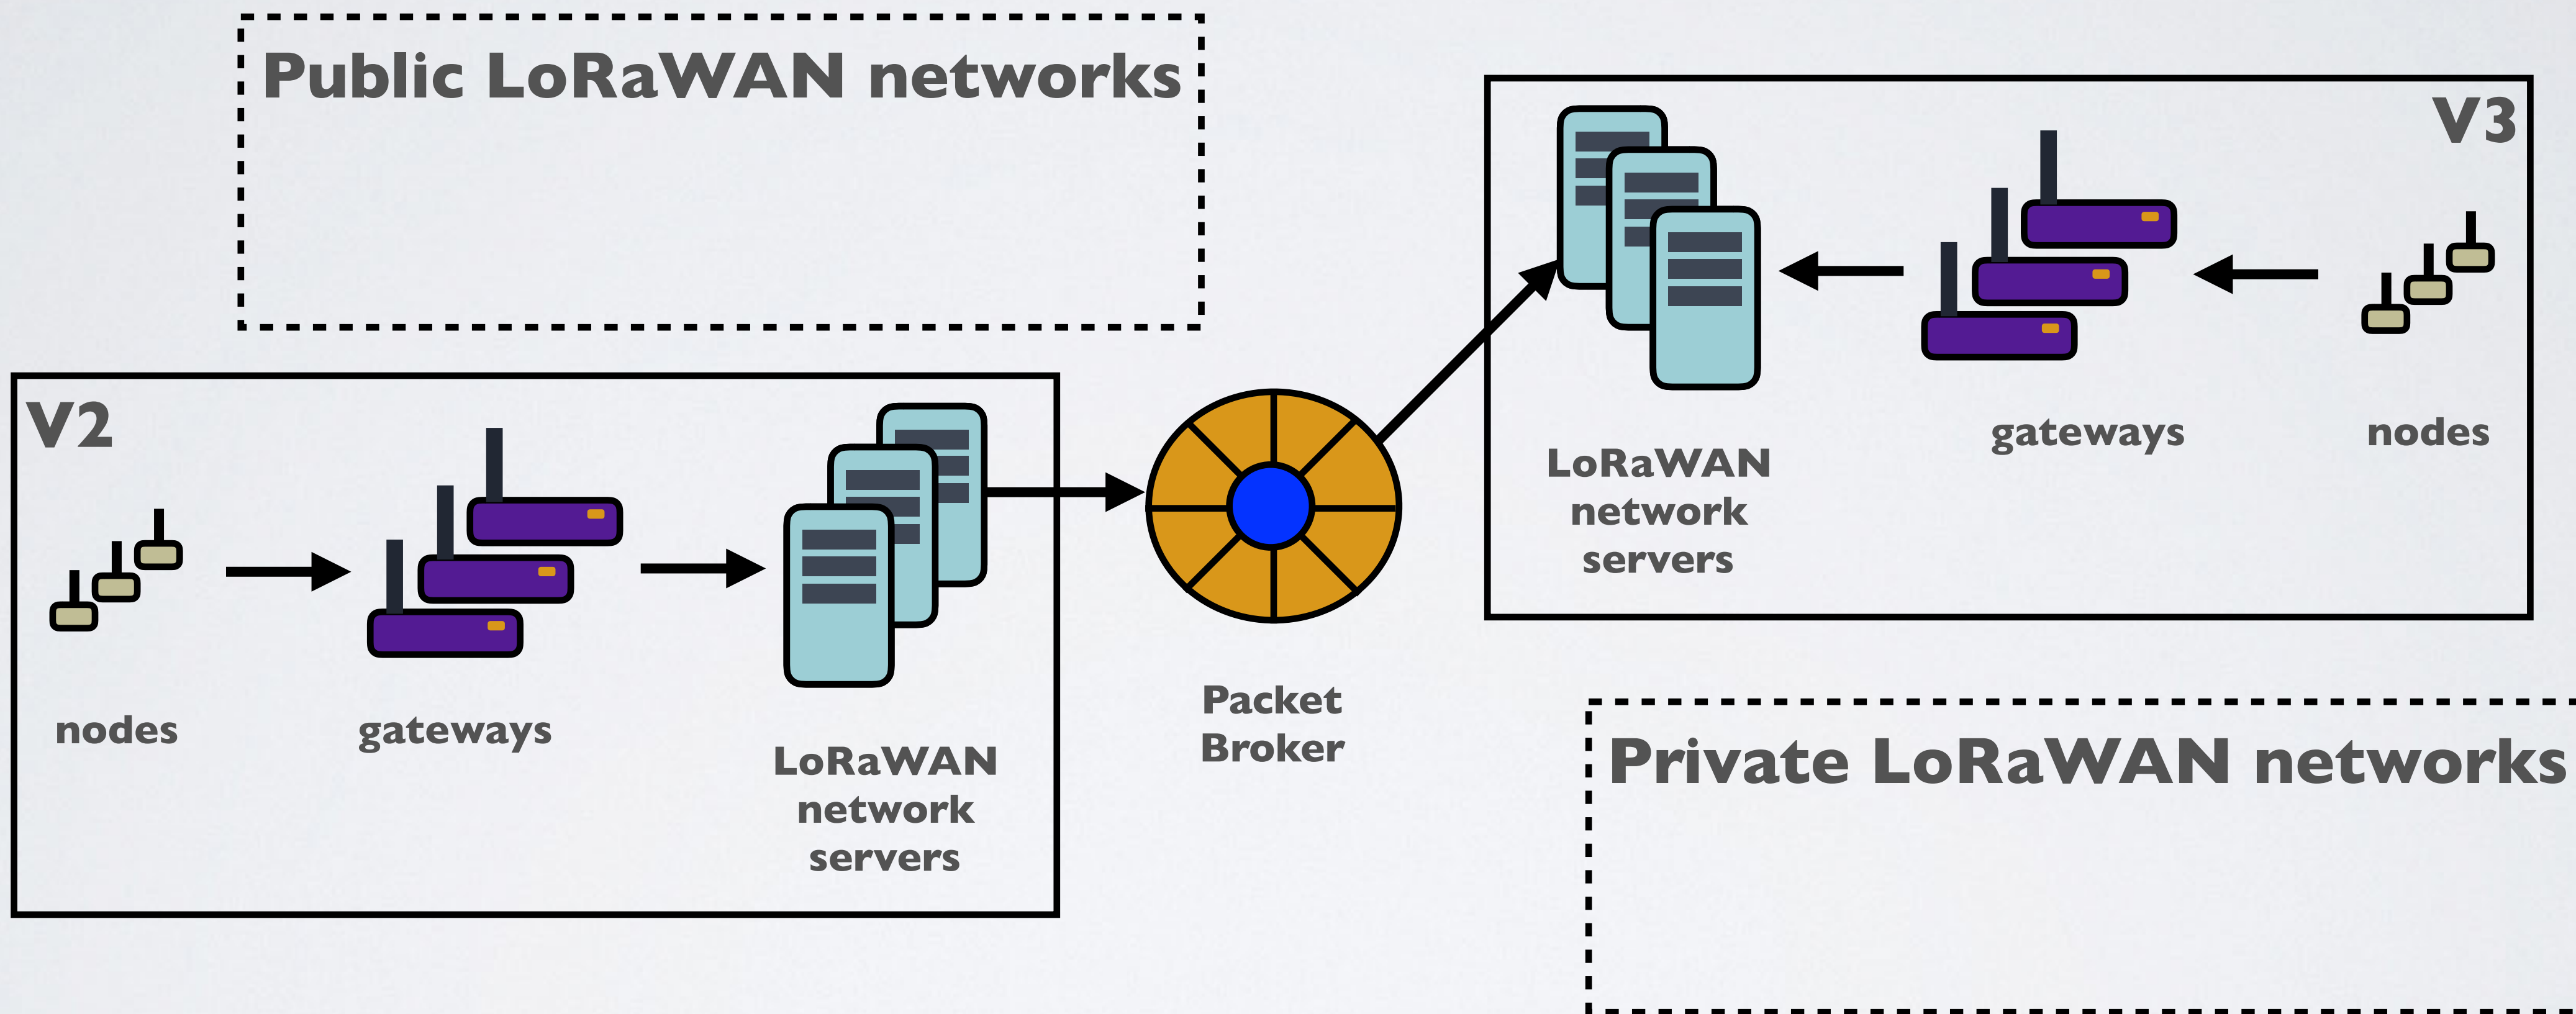 Public LoRaWAN networks
V3
LoRaWAN
network
servers
gateways
nodes
V2
nodes
gateways
LoRaWAN
network
servers
Packet
Broker
Private LoRaWAN networks